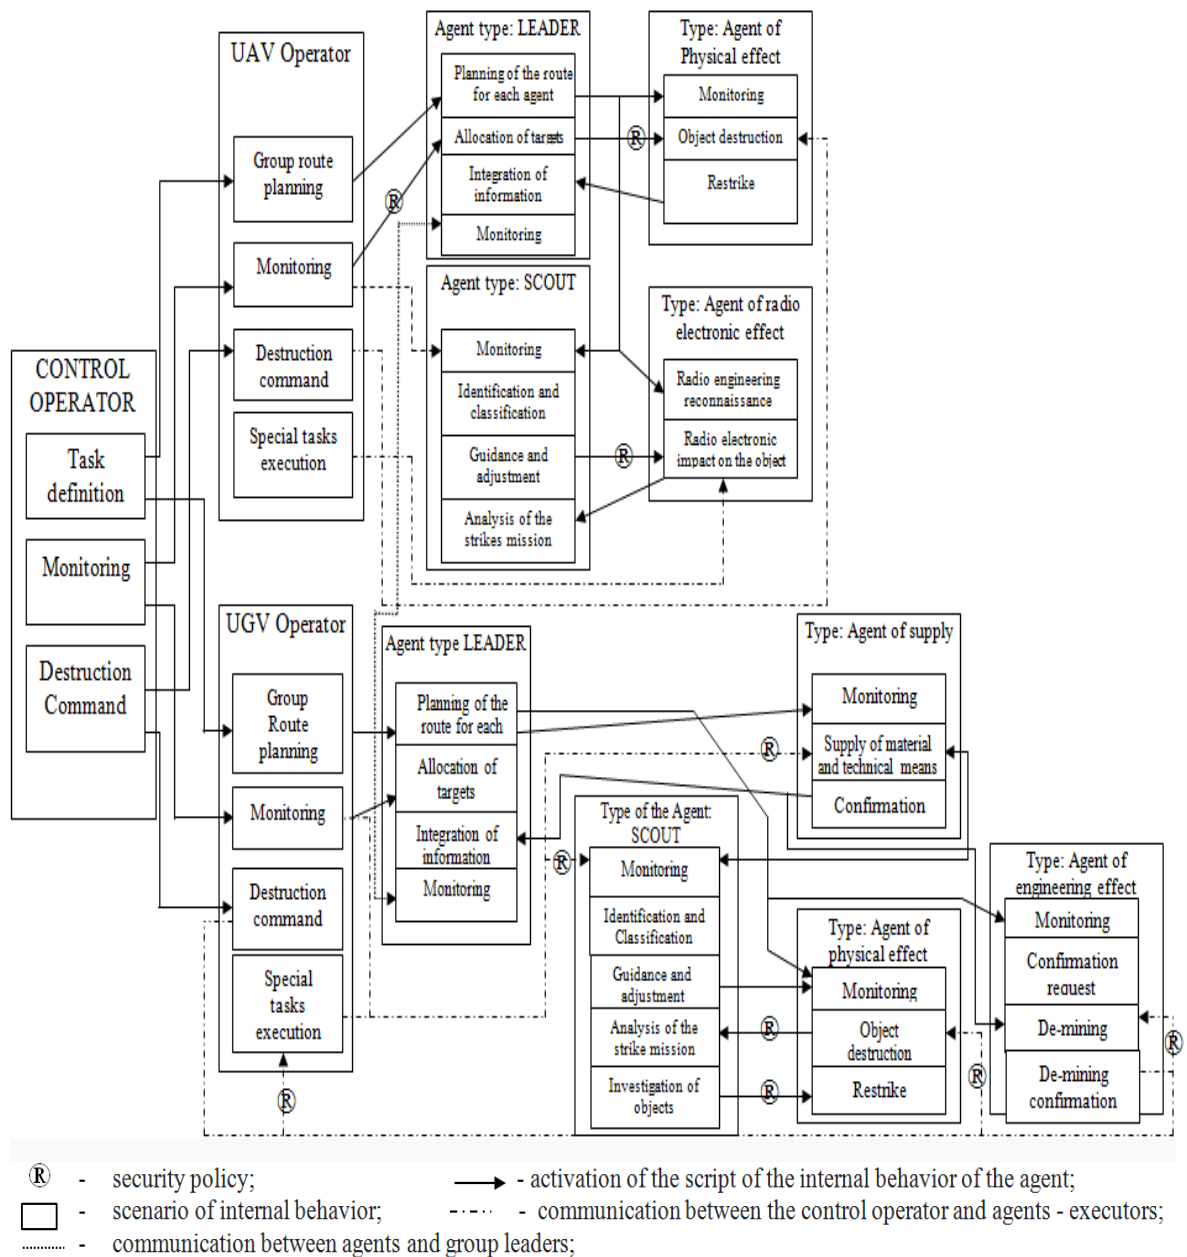 CONTROL
OPERATOR
Task
definition
Monitoring
Destruction
Command
UAV Operator
Group route
planning
Monitoring
Destruction
command
Special tasks
execution
Agent type: LEADER
Planning of the route
for each agent
Allocation of targets
Integration of
information
Monitoring
Type: Agent of
Physical effect
Monitoring
Object destruction
Restrike
®
®
Agent type: SCOUT
Monitoring
Identification and
classification
Guidance and
adjustment
Analysis of the
strikes mission
®
Type: Agent of radio
electronic effect
Radio engineering
reconnaissance
Radio electronic
impact on the object
UGV Operator
Group
Route
planning
Monitoring
Destruction
command
Special
tasks
execution
®
Agent type LEADER
Planning of the
route for each
Allocation of
targets
Integration of
information
Monitoring
Type: Agent of supply
Monitoring
Supply of material
and technical means
Confirmation
®
®
Type of the Agent:
SCOUT
Monitoring
Identification and
Classification
Guidance and
adjustment
Analysis of the
strike mission
Investigation of
objects
®
®
Type: Agent of
physical effect
Monitoring
Object
destruction
Restrike
®
Type: Agent of
engineering effect
Monitoring
Confirmation
request
De-mining
De-mining
confirmation
®
® - security policy;
- activation of the script of the internal behavior of the agent;
- scenario of internal behavior;
- communication between the control operator and agents - executors;
- communication between agents and group leaders;